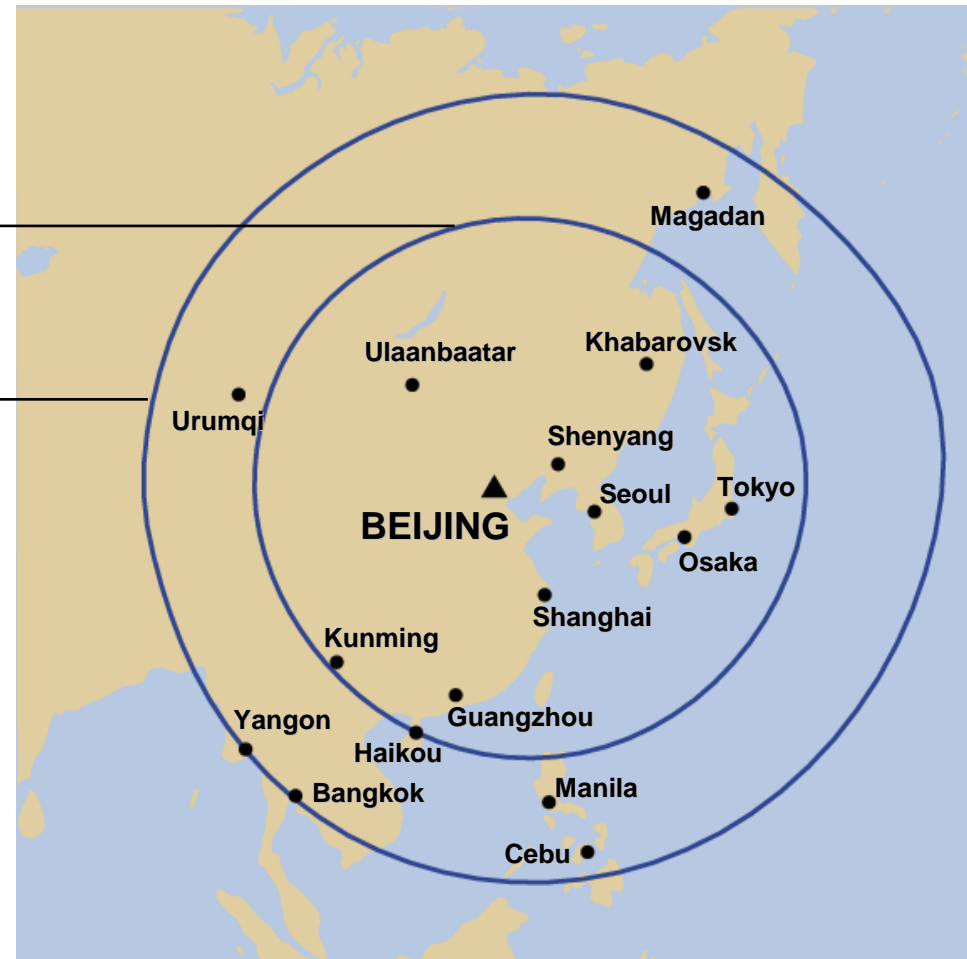 Magadan
Khabarovsk
Ulaanbaatar
Urumqi
Shenyang
Seoul
Tokyo
BEIJING
Osaka
Shanghai
Kunming
Guangzhou
Yangon
Haikou
Bangkok
Manila
Cebu